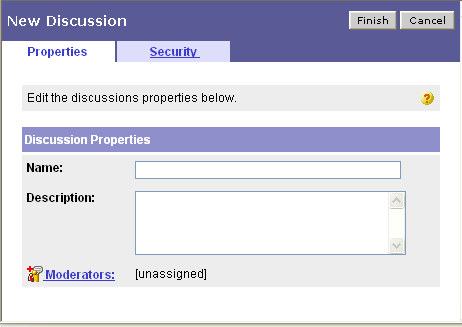 New Discussion
Finish
Cancel
Properties
Security
Edit the discussions properties below.
Discussion Properties
Name:
Description:
Moderators: [unassigned]